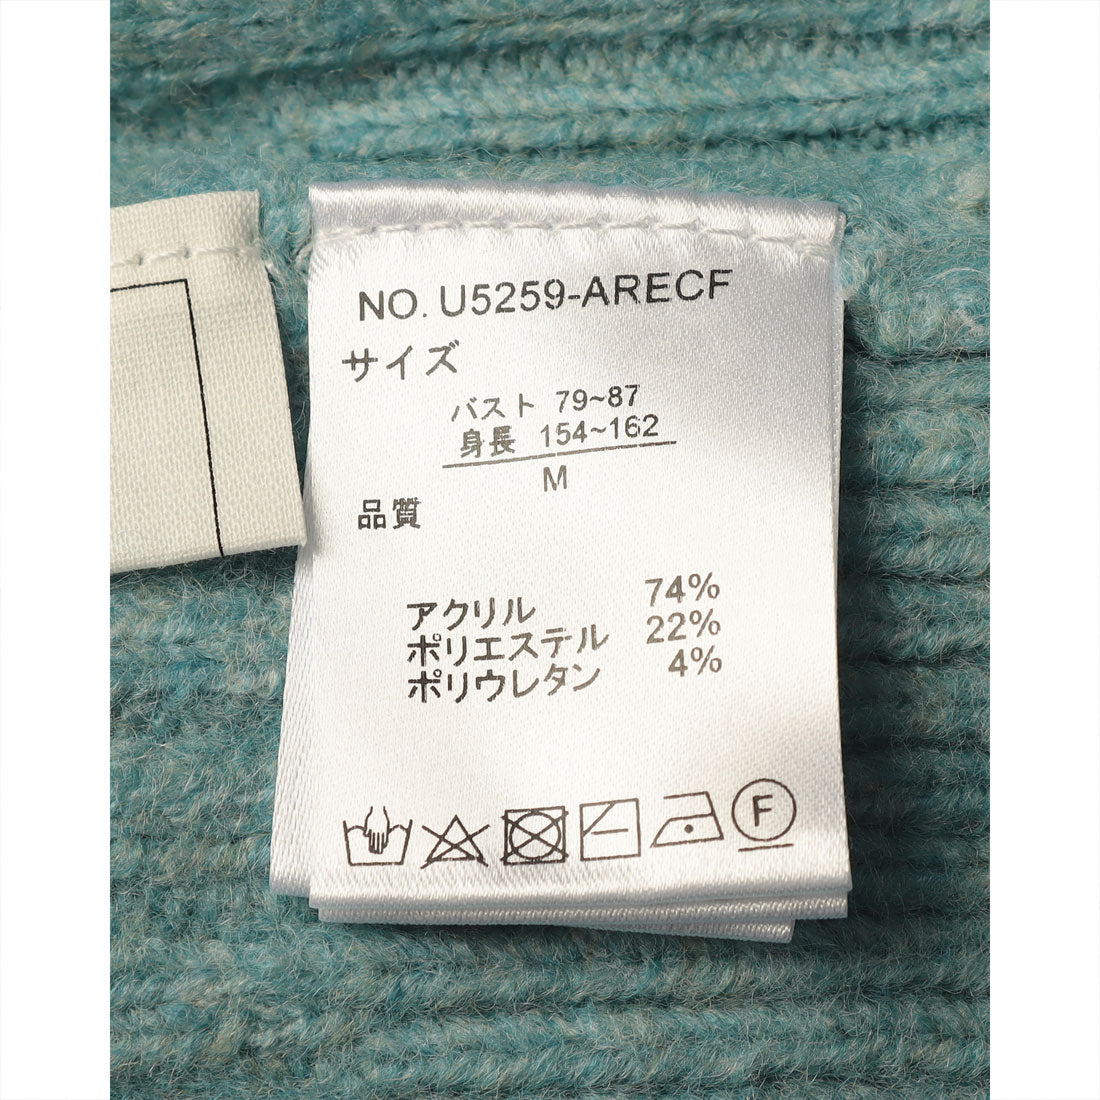 NO. U5259-ARECF
サイズ
バスト 79~87
身長 154~162
M
品質
アクリル 74%
ポリエステル 22%
ポリウレタン 4%
F